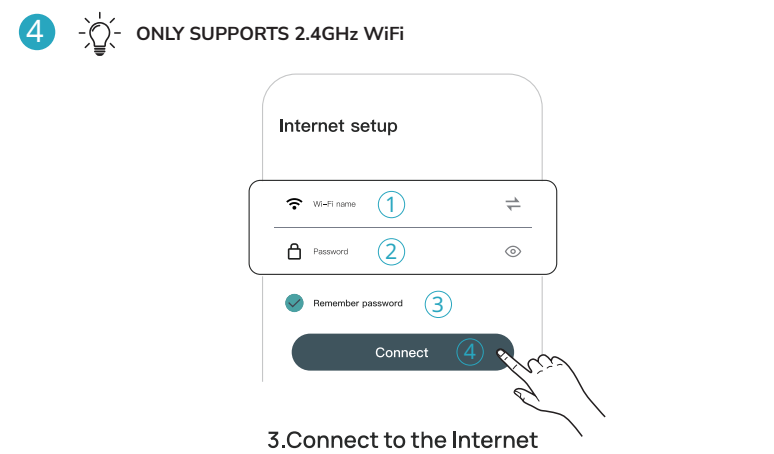 4 ONLY SUPPORTS 2.4GHz WiFi
Internet setup
Wi-Fi name 1
Password 2
Remember password 3
Connect 4
3.Connect to the Internet